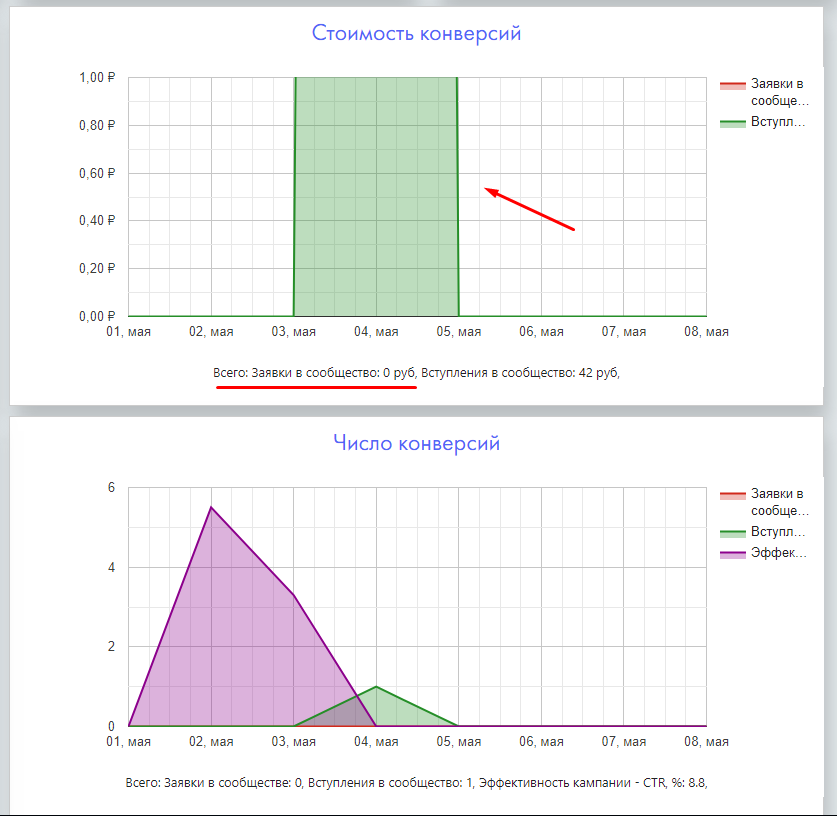 Стоимость конверсий
1,00 ₽
0,80 ₽
0,60 ₽
0,40 ₽
0,20 ₽
0,00 ₽
01, мая 02, мая 03, мая 04, мая 05, мая 06, мая 07, мая 08, мая
Заявки в
сообще...
Вступл...
Всего: Заявки в сообщество: 0 руб, Вступления в сообщество: 42 руб,
Число конверсий
6
4
2
0
01, мая 02, мая 03, мая 04, мая 05, мая 06, мая 07, мая 08, мая
Заявки в
сообще...
Вступл...
Эффек...
Всего: Заявки в сообществе: 0, Вступления в сообщество: 1, Эффективность кампании - CTR, %: 8.8,